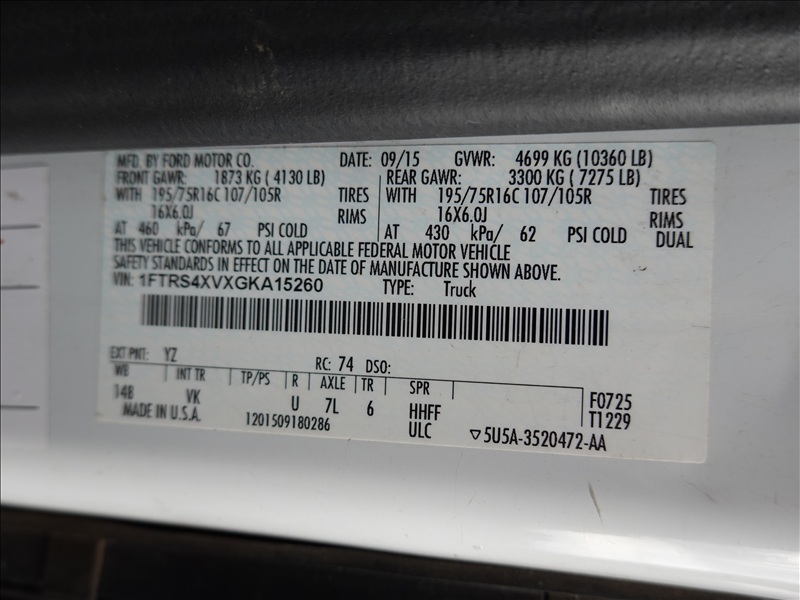 MFD. BY FORD MOTOR CO. DATE: 09/15 GVWR: 4699 KG (10360 LB)
FRONT GAWR: 1873 KG ( 4130 LB) REAR GAWR: 3300 KG ( 7275 LB)
WITH 195/75R16C 107/105R TIRES WITH 195/75R16C 107/105R TIRES
16X6.0J RIMS 16X6.0J RIMS
AT 460 kPa/ 67 PSI COLD AT 430 kPa/ 62 PSI COLD DUAL
THIS VEHICLE CONFORMS TO ALL APPLICABLE FEDERAL MOTOR VEHICLE
SAFETY STANDARDS IN EFFECT ON THE DATE OF MANUFACTURE SHOWN ABOVE.
VIN: 1FTRS4XVXGKA15260 TYPE: Truck
EXT PNT: YZ RC: 74 DSO:
WB INT TR TP/PS R AXLE TR SPR
148 VK U 7L 6 HHFF F0725
MADE IN U.S.A. 1201509180286 ULC T1229
▽5U5A-3520472-AA